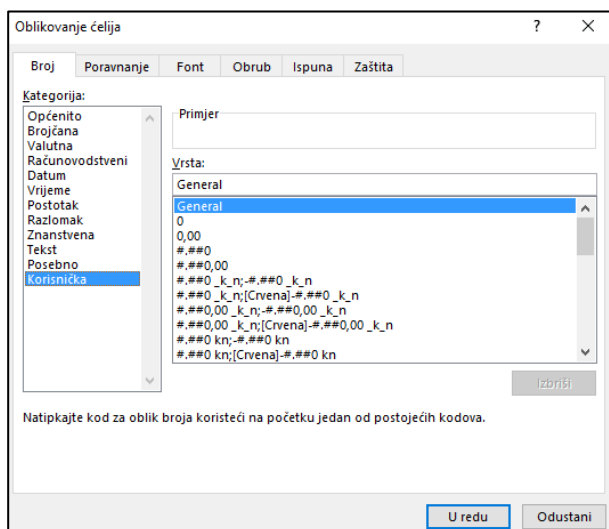 Oblikovanje ćelija
Broj Poravnanje Font Obrub Ispuna Zaštita
Kategorija:
Općenito
Brojčana
Valutna
Računovodstveni
Datum
Vrijeme
Postotak
Razlomak
Znanstvena
Tekst
Posebno
Korisnička
Primjer
Vrsta:
General
General
0
0,00
#.##0
#.##0,00
#.##0 _k_n;-#.##0 _k_n
#.##0 _k_n;[Crvena]-#.##0 _k_n
#.##0,00 _k_n;-#.##0,00 _k_n
#.##0,00 _k_n;[Crvena]-#.##0,00 _k_n
#.##0 kn;-#.##0 kn
#.##0 kn;[Crvena]-#.##0 kn
Izbriši
Natipkajte kod za oblik broja koristeći na početku jedan od postojećih kodova.
U redu Odustani